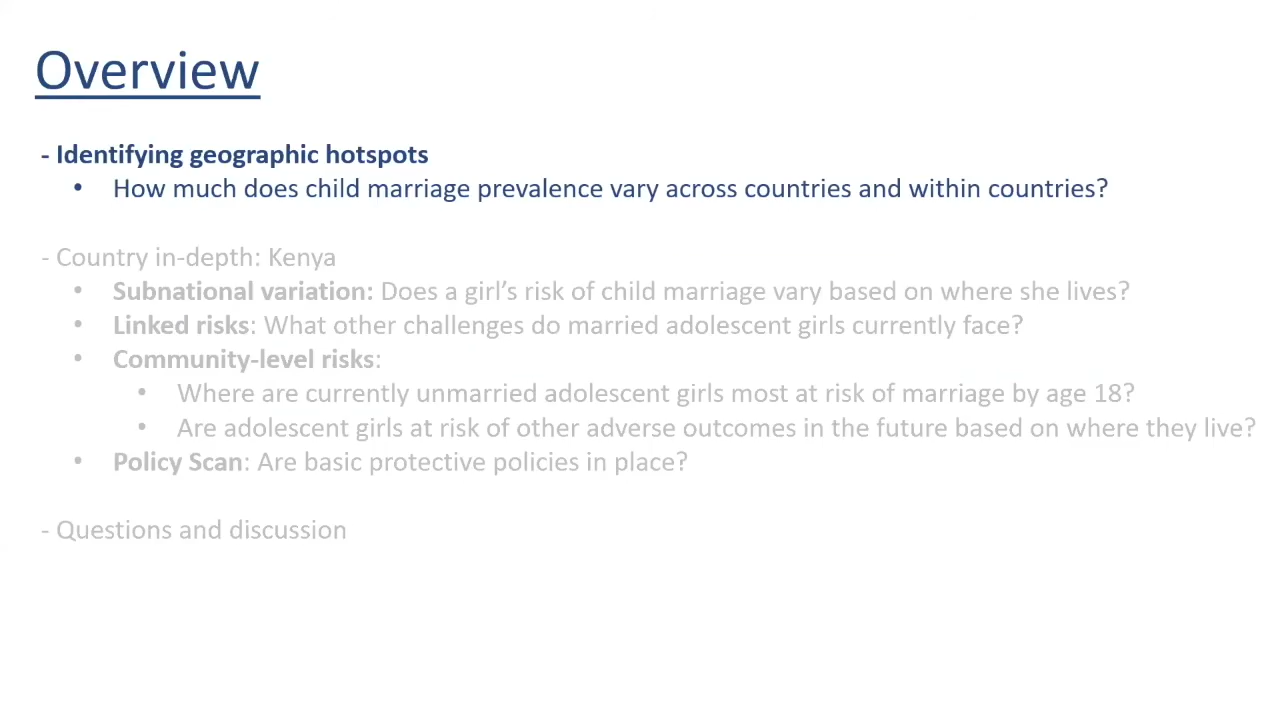 Overview
- Identifying geographic hotspots
• How much does child marriage prevalence vary across countries and within countries?
- Country in-depth: Kenya
• Subnational variation: Does a girl's risk of child marriage vary based on where she lives?
• Linked risks: What other challenges do married adolescent girls currently face?
• Community-level risks:
• Where are currently unmarried adolescent girls most at risk of marriage by age 18?
• Are adolescent girls at risk of other adverse outcomes in the future based on where they live?
• Policy Scan: Are basic protective policies in place?
- Questions and discussion